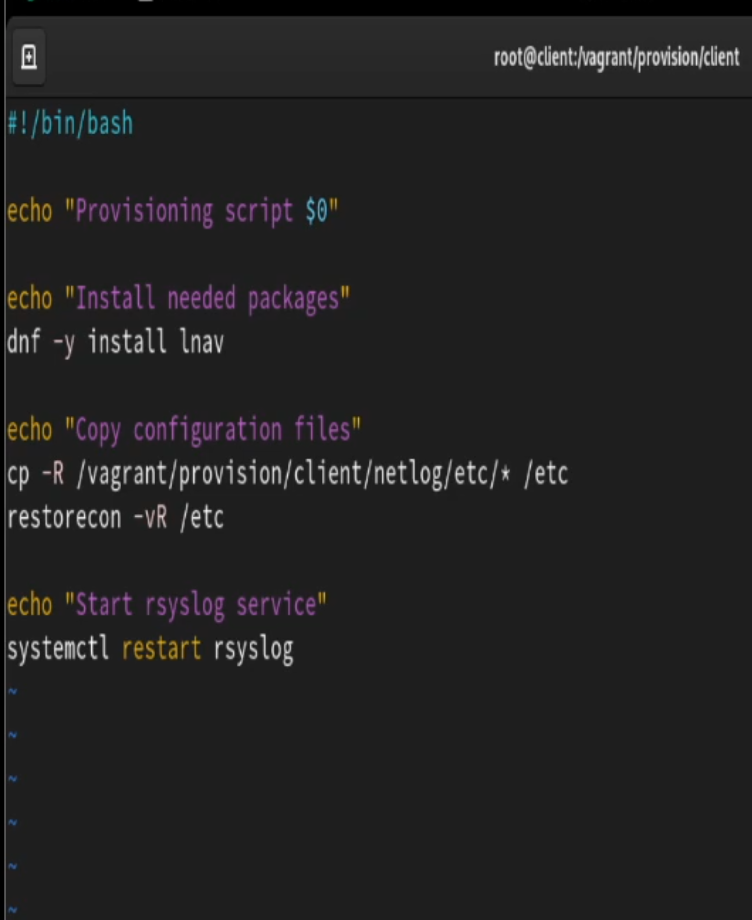 root@client:/vagrant/provision/client
#!/bin/bash
echo "Provisioning script $0"
echo "Install needed packages"
dnf -y install lnav
echo "Copy configuration files"
cp -R /vagrant/provision/client/netlog/etc/* /etc
restorecon -vR /etc
echo "Start rsyslog service"
systemctl restart rsyslog
~
~
~
~
~
~